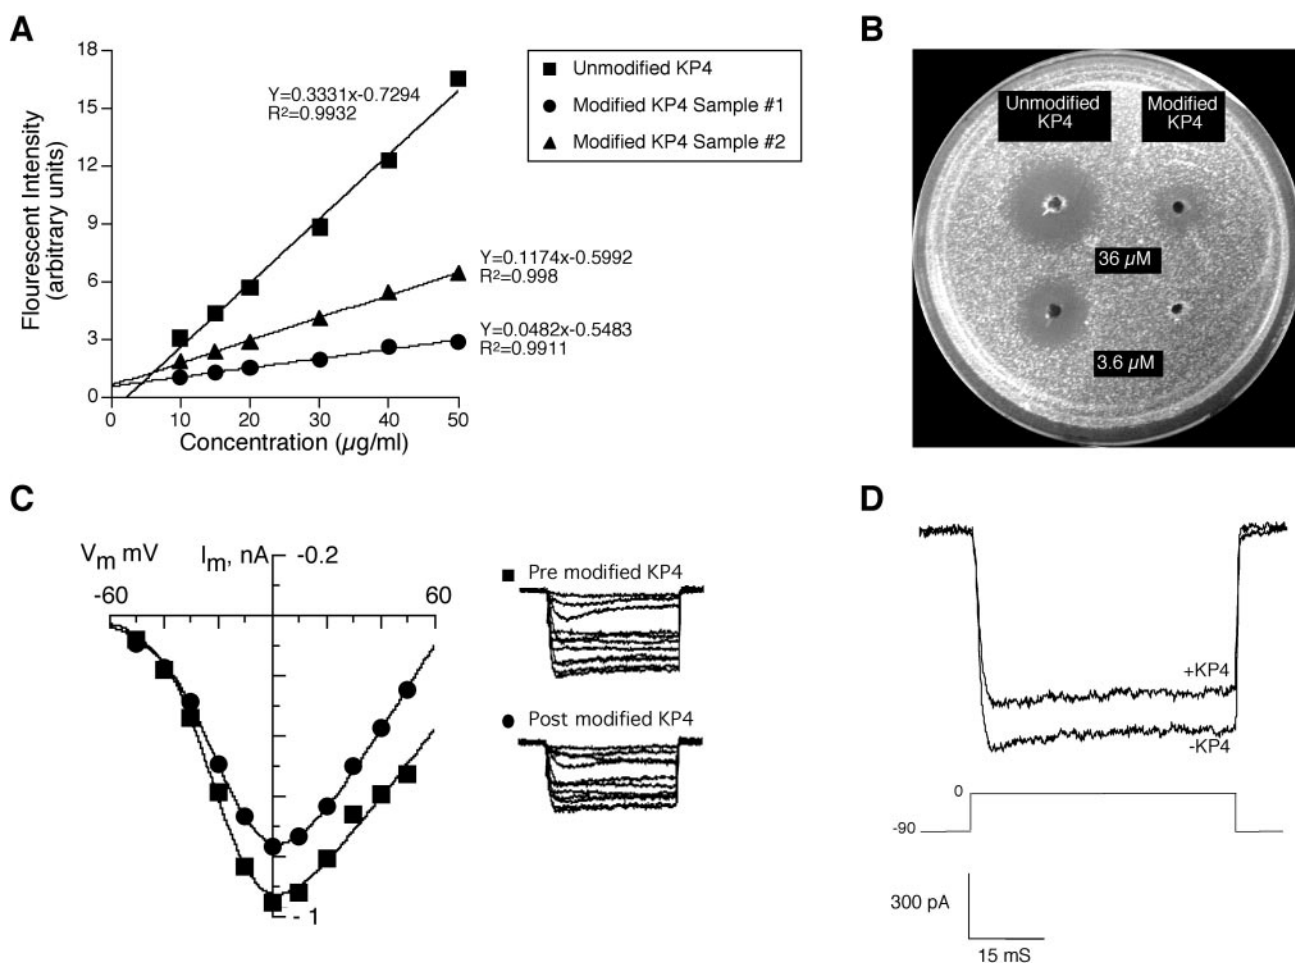 A
18
15
12
9
6
3
0
0
10
20
30
40
50
Flourescent Intensity
(arbitrary units)
Concentration (µg/ml)
Y=0.3331x-0.7294
R²=0.9932
Y=0.1174x-0.5992
R²=0.998
Y=0.0482x-0.5483
R²=0.9911
Unmodified KP4
Modified KP4 Sample #1
Modified KP4 Sample #2
B
Unmodified
KP4
Modified
KP4
36 µM
3.6 µM
C
Vm mV
Im, nA
-0.2
-60
60
- 1
Pre modified KP4
Post modified KP4
D
+KP4
-KP4
0
-90
300 pA
15 mS